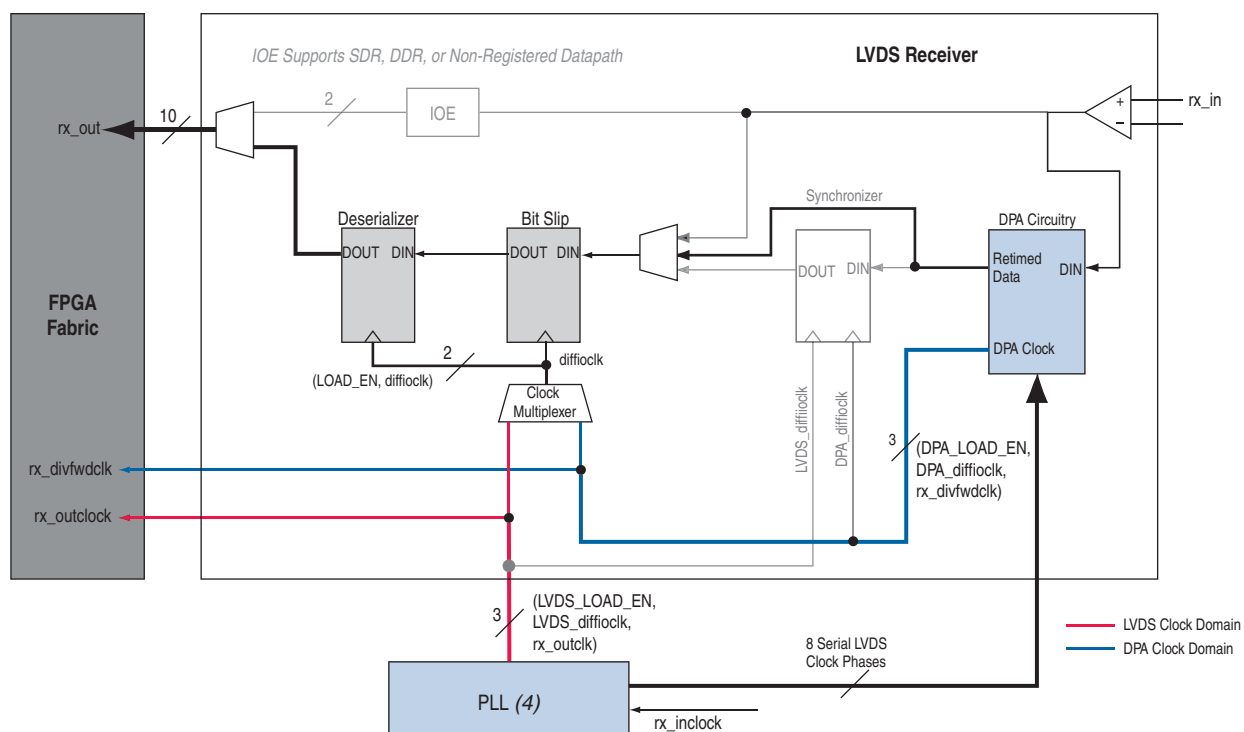 IOE Supports SDR, DDR, or Non-Registered Datapath
LVDS Receiver
2
IOE
+
–
rx_in
10
rx_out
Synchronizer
Deserializer
Bit Slip
DPA Circuitry
DOUT DIN
DOUT DIN
DOUT
DIN
Retimed
Data
DIN
DPA Clock
FPGA
Fabric
2
diffioclk
(LOAD_EN, diffioclk)
Clock
Multiplexer
LVDS_diffiioclk
DPA_diffioclk
3
(DPA_LOAD_EN,
DPA_diffioclk,
rx_divfwdclk)
rx_divfwdclk
rx_outclock
3
(LVDS_LOAD_EN,
LVDS_diffioclk,
rx_outclk)
8 Serial LVDS
Clock Phases
LVDS Clock Domain
DPA Clock Domain
PLL (4)
rx_inclock